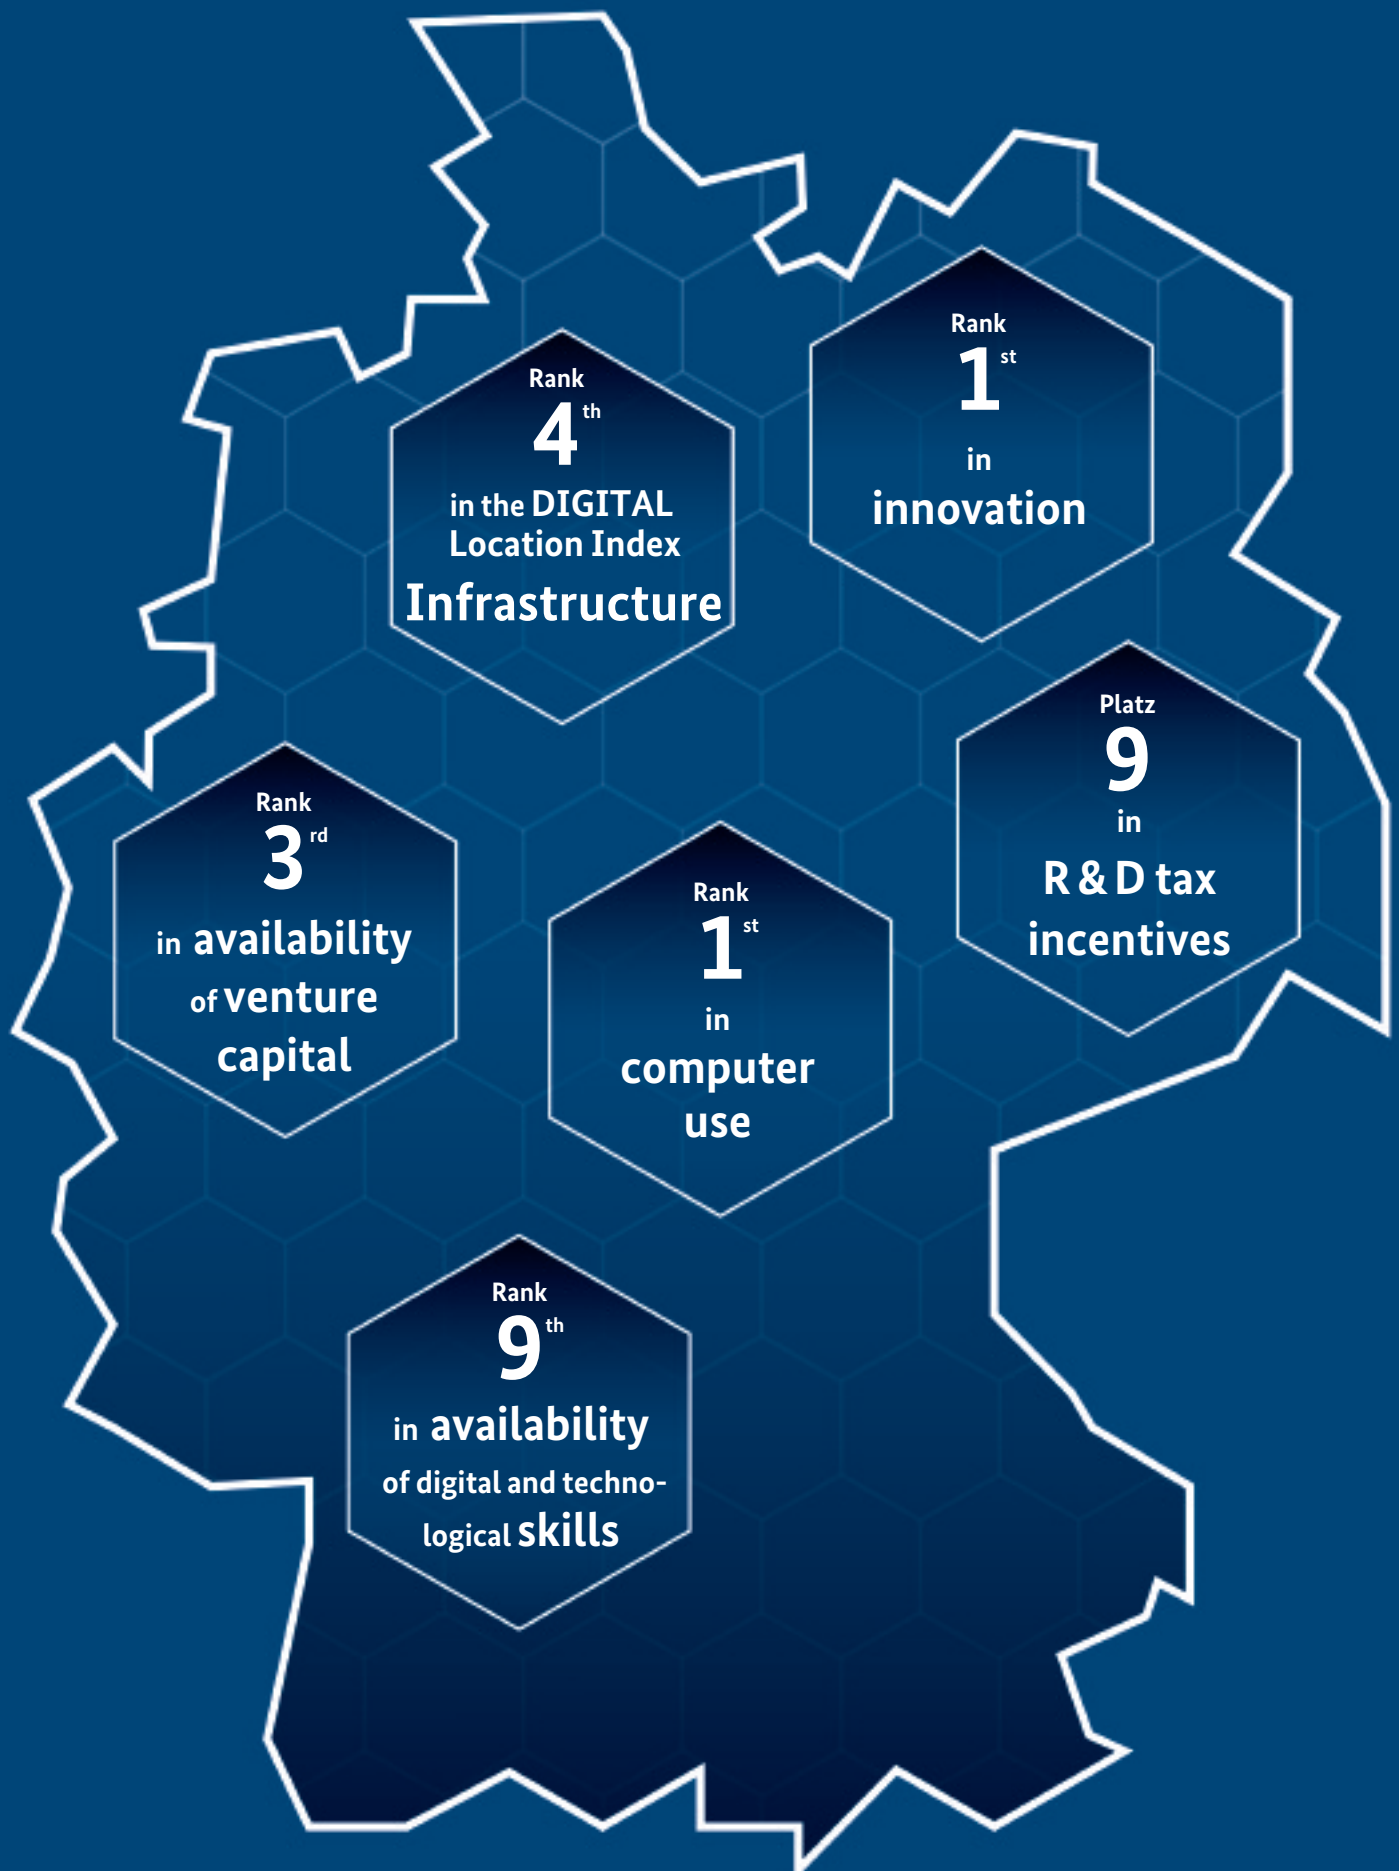 Rank
1st
in
innovation
Rank
4th
in the DIGITAL
Location Index
Infrastructure
Platz
9
in
R & D tax
incentives
Rank
3rd
in availability
of venture
capital
Rank
1st
in
computer
use
Rank
9th
in availability
of digital and techno-
logical skills